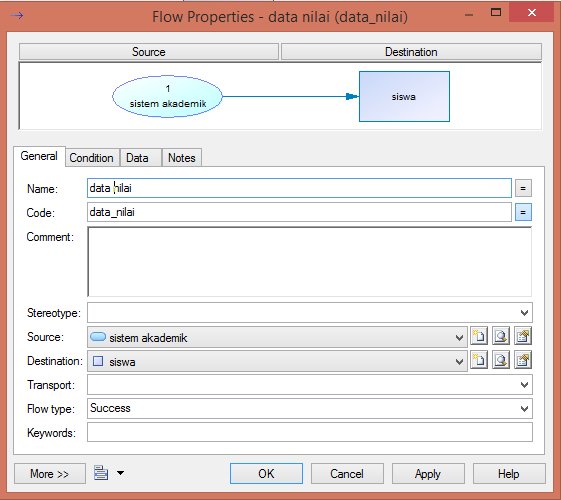 Flow Properties - data nilai (data_nilai)
Source Destination
1
sistem akademik
siswa
General Condition Data Notes
Name: data nilai =
Code: data_nilai =
Comment:
Stereotype:
Source: sistem akademik
Destination: siswa
Transport:
Flow type: Success
Keywords:
More >> OK Cancel Apply Help